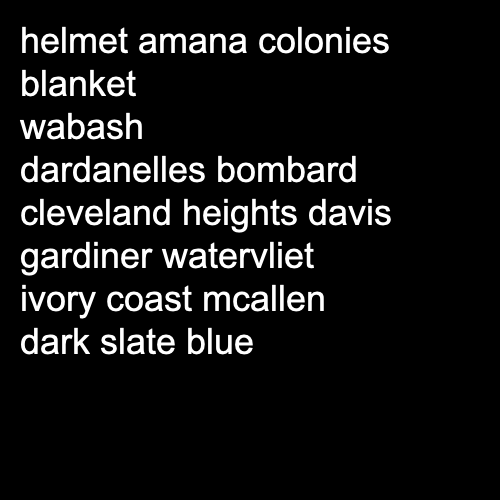 helmet amana colonies
blanket
wabash
dardanelles bombard
cleveland heights davis
gardiner watervliet
ivory coast mcallen
dark slate blue